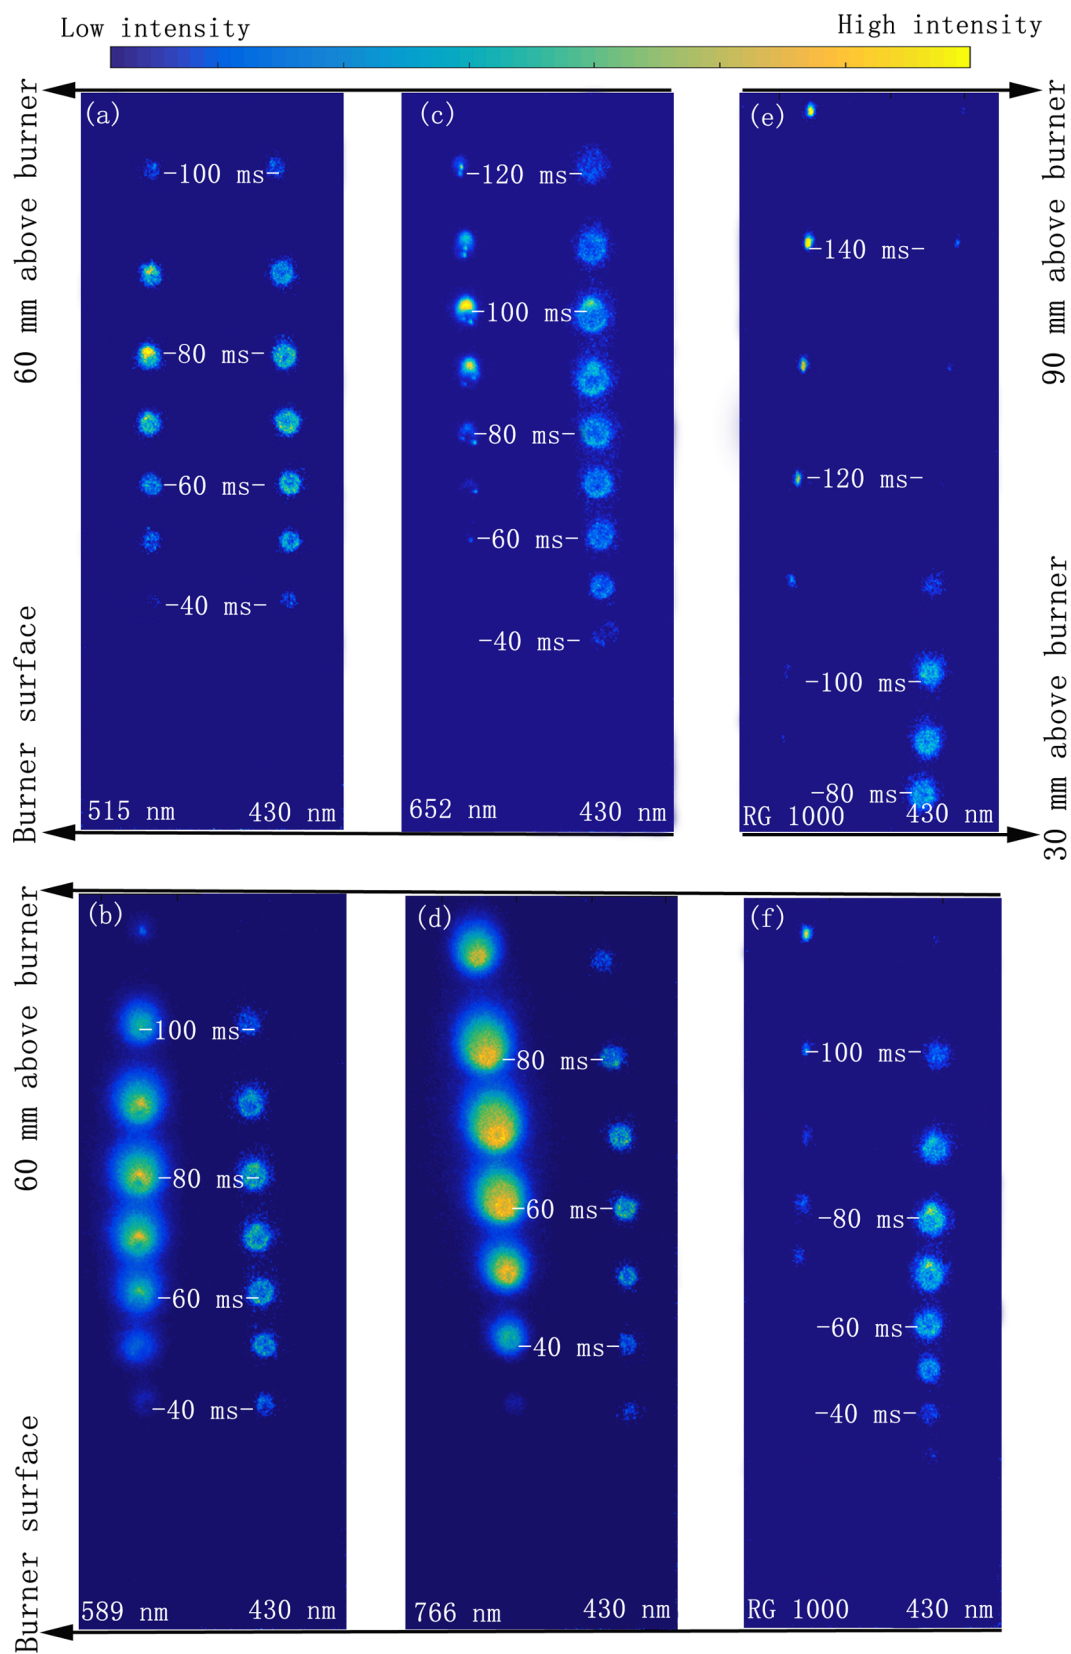 Low intensity
High intensity
60 mm above burner
Burner surface
(a)
-100 ms-
-80 ms-
-60 ms-
-40 ms-
515 nm
430 nm
(c)
-120 ms-
-100 ms-
-80 ms-
-60 ms-
-40 ms-
652 nm
430 nm
(e)
-140 ms-
-120 ms-
-100 ms-
-80 ms-
RG 1000
430 nm
90 mm above burner
30 mm above burner
60 mm above burner
Burner surface
(b)
-100 ms-
-80 ms-
-60 ms-
-40 ms-
589 nm
430 nm
(d)
-80 ms-
-60 ms-
-40 ms-
766 nm
430 nm
(f)
-100 ms-
-80 ms-
-60 ms-
-40 ms-
RG 1000
430 nm